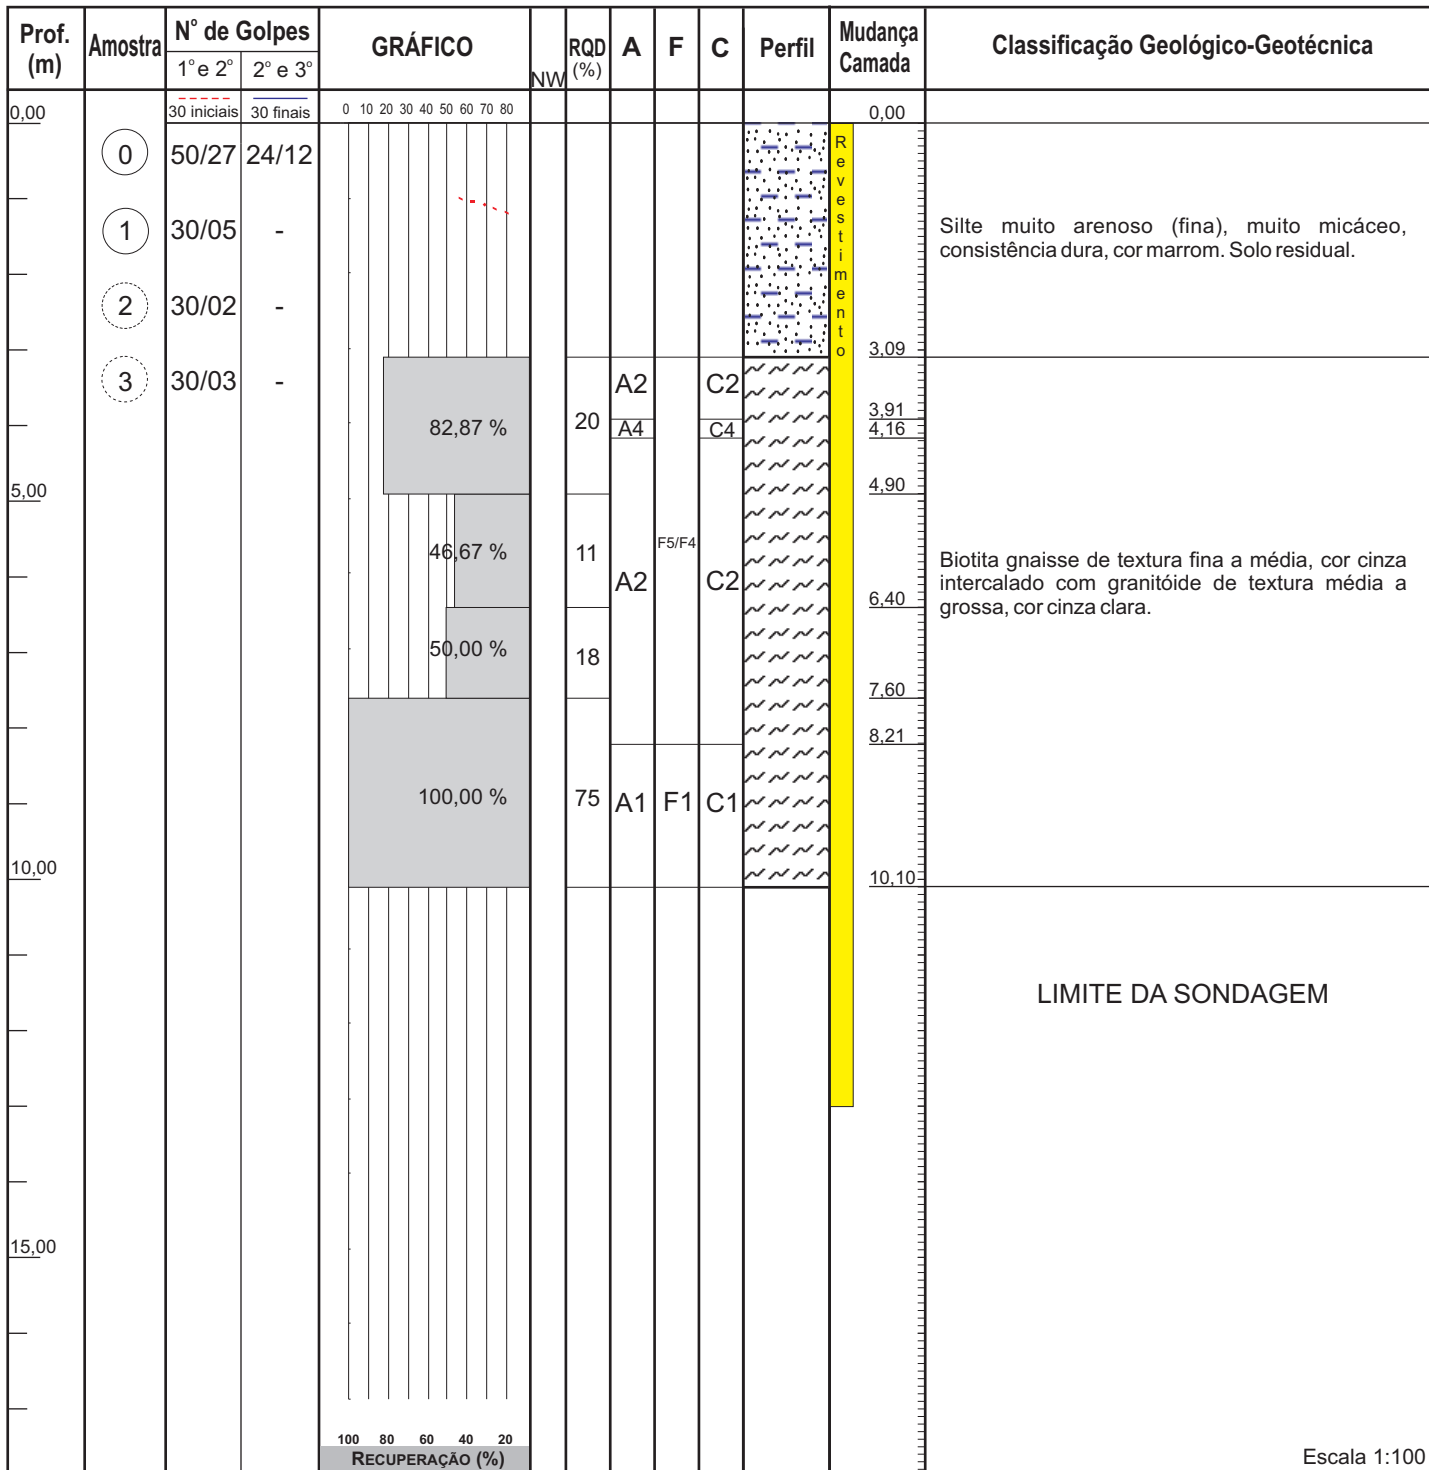 Prof. (m)
Amostra
N° de Golpes
1° e 2°
2° e 3°
GRÁFICO
NW
RQD (%)
A
F
C
Perfil
Mudança Camada
Classificação Geológico-Geotécnica
30 iniciais
30 finais
0 10 20 30 40 50 60 70 80
0,00
0,00
0
50/27
24/12
Revestimento
1
30/05
-
Silte muito arenoso (fina), muito micáceo,
consistência dura, cor marrom. Solo residual.
2
30/02
-
3,09
3
30/03
-
A2
C2
82,87 %
20
3,91
A4
C4
4,16
5,00
4,90
46,67 %
11
F5/F4
A2
C2
Biotita gnaisse de textura fina a média, cor cinza
intercalado com granitóide de textura média a
grossa, cor cinza clara.
6,40
50,00 %
18
7,60
8,21
100,00 %
75
A1
F1
C1
10,00
10,10
LIMITE DA SONDAGEM
15,00
100 80 60 40 20
RECUPERAÇÃO (%)
Escala 1:100